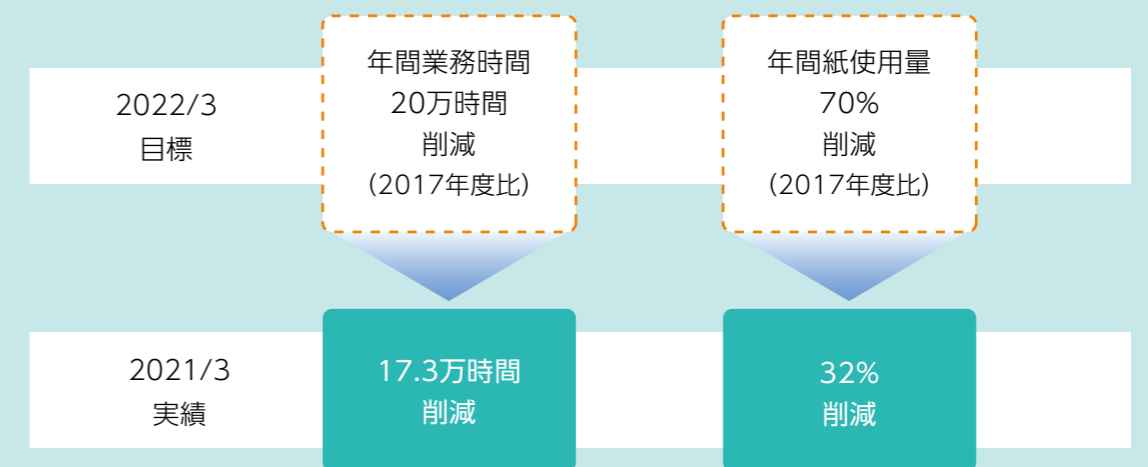 2022/3
目標
年間業務時間
20万時間
削減
（2017年度比）
年間紙使用量
70%
削減
（2017年度比）
2021/3
実績
17.3万時間
削減
32%
削減